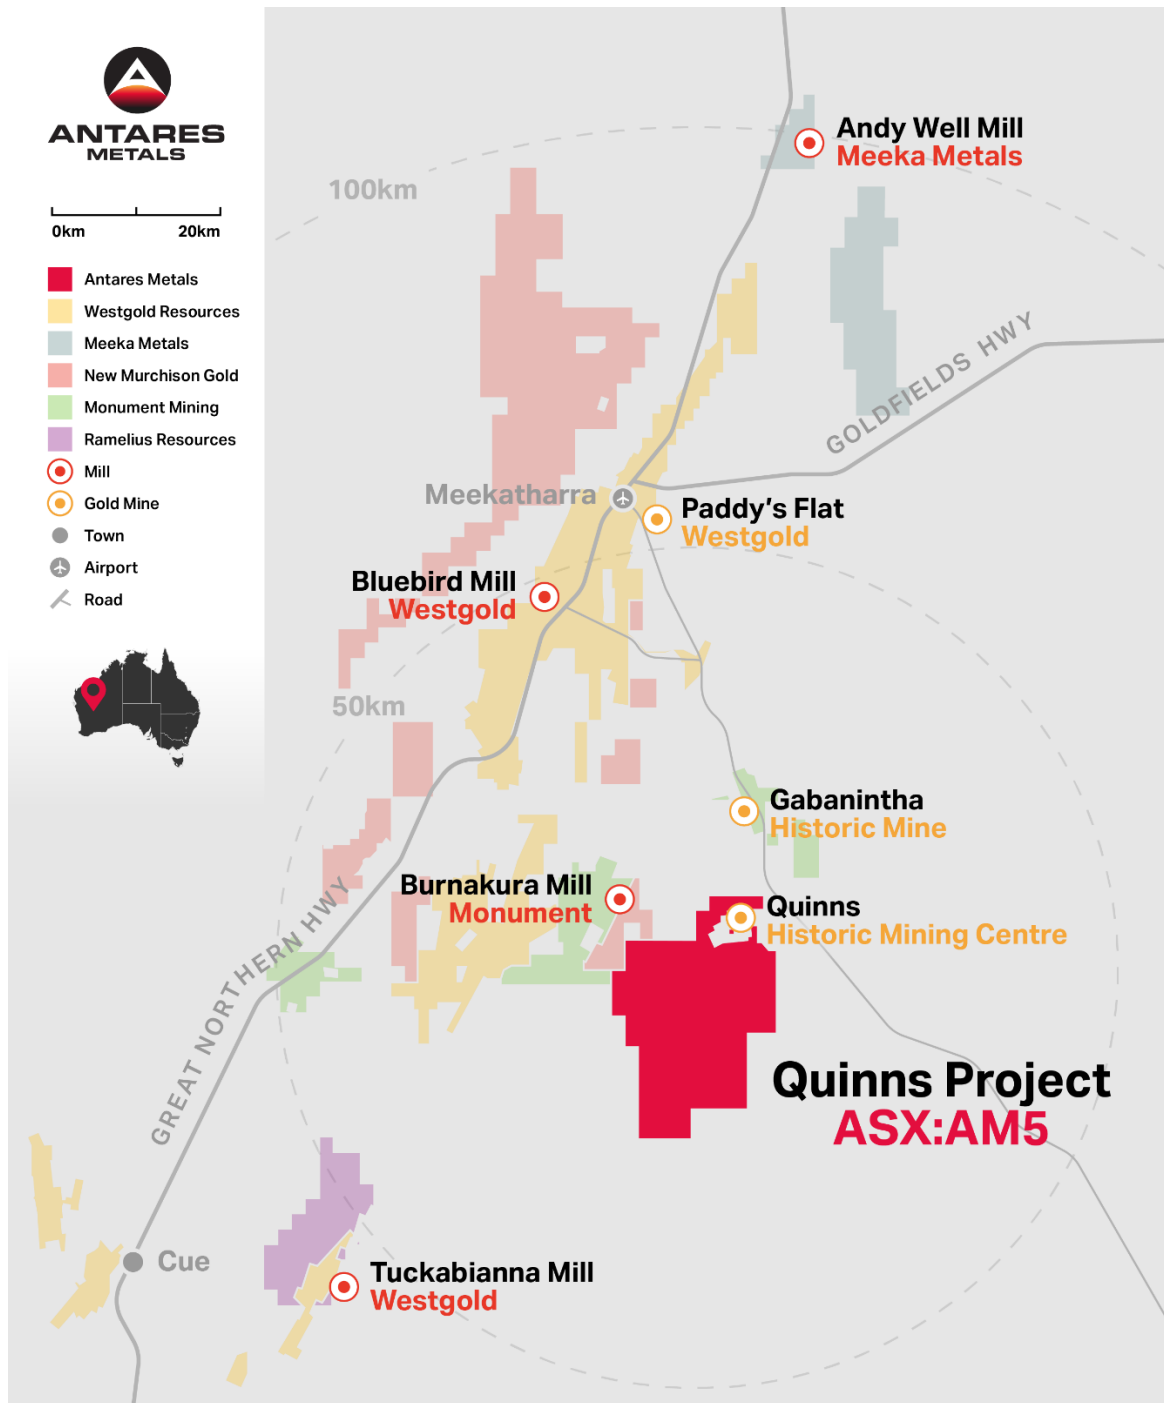 ANTARES
METALS
0km 20km
Antares Metals
Westgold Resources
Meeka Metals
New Murchison Gold
Monument Mining
Ramelius Resources
Mill
Gold Mine
Town
Airport
Road
Andy Well Mill
Meeka Metals
100km
GOLDFIELDS HWY
Meekatharra
Paddy's Flat
Westgold
Bluebird Mill
Westgold
50km
Gabanintha
Historic Mine
Burnakura Mill
Monument
Quinns
Historic Mining Centre
GREAT NORTHERN HWY
Quinns Project
ASX:AM5
Cue
Tuckabianna Mill
Westgold